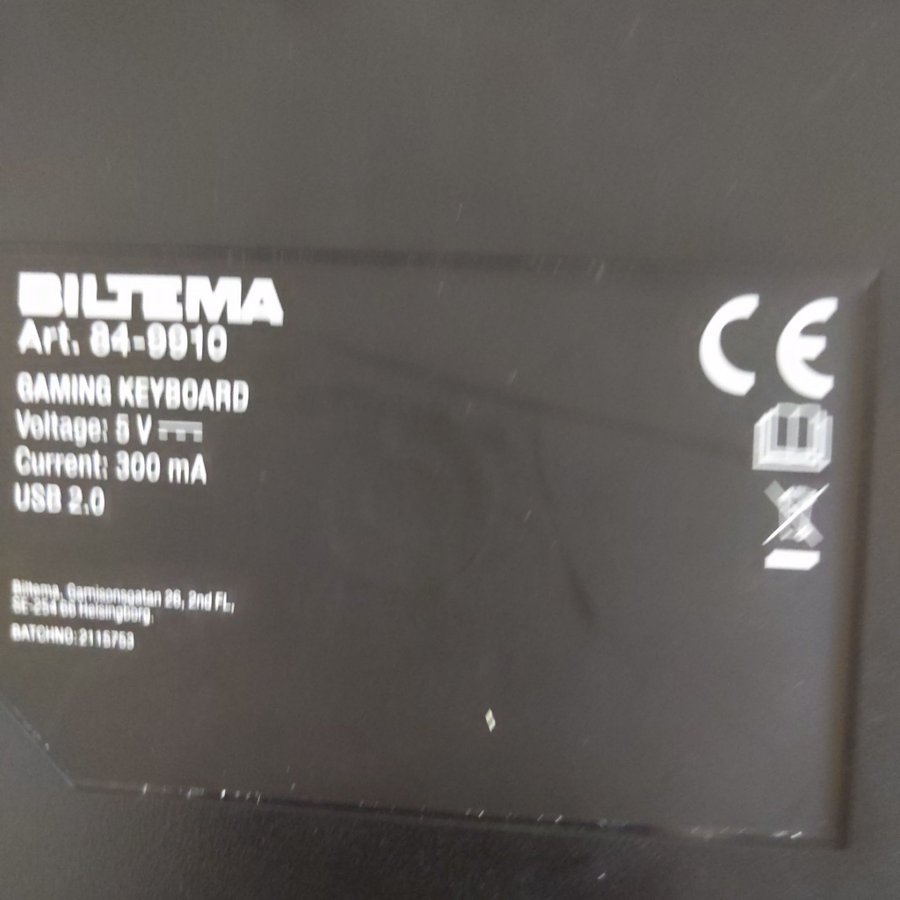 BILTEMA
Art. 84-9910
GAMING KEYBOARD
Voltage: 5 V
Current: 300 mA
USB 2.0
CE
Biltema, Garnisonsgatan 26, 2nd FL,
SE-254 66 Helsingborg,
BATCHNO: 2115753